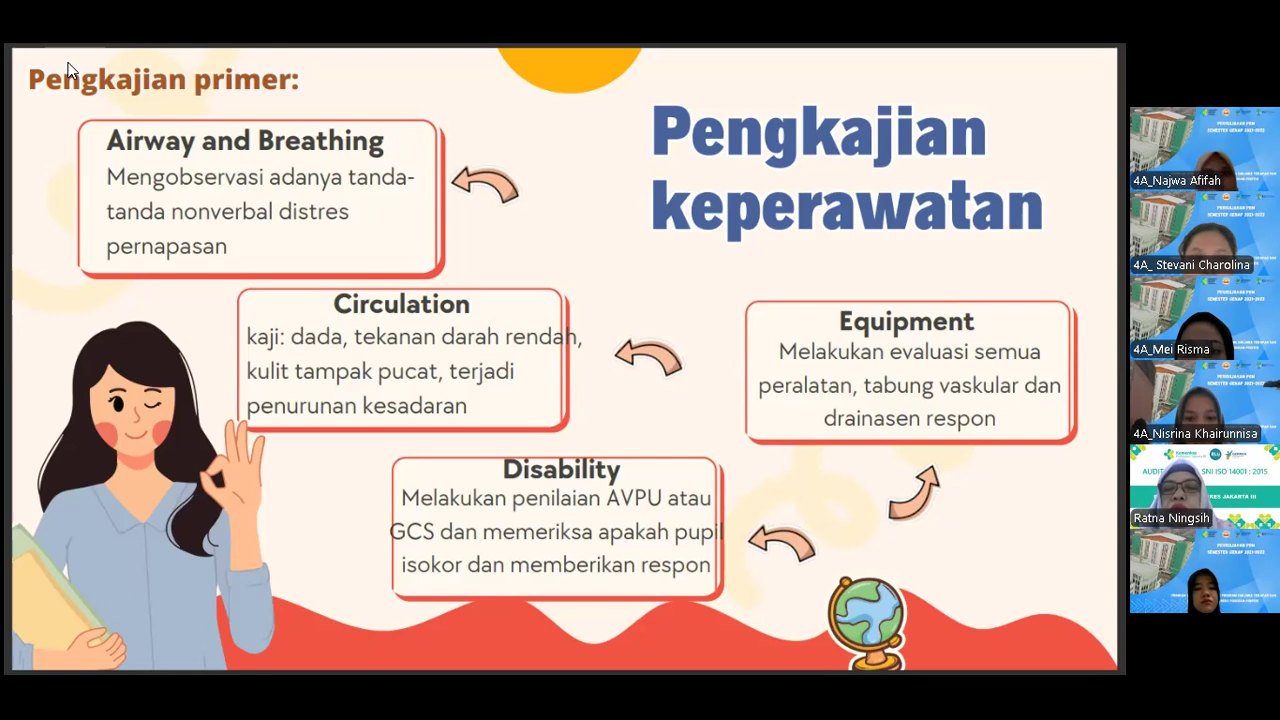 Pengkajian primer:
Pengkajian
keperawatan
Airway and Breathing
Mengobservasi adanya tanda-
tanda nonverbal distres
pernapasan
Circulation
kaji: dada, tekanan darah rendah,
kulit tampak pucat, terjadi
penurunan kesadaran
Equipment
Melakukan evaluasi semua
peralatan, tabung vaskular dan
drainasen respon
Disability
Melakukan penilaian AVPU atau
GCS dan memeriksa apakah pupil
isokor dan memberikan respon
4A_Najwa Afifah
4A_ Stevani Charolina
4A_Mei Risma
4A_Nisrina Khairunnisa
SNI ISO 14001 : 2015
JAKARTA III
Ratna Ningsih